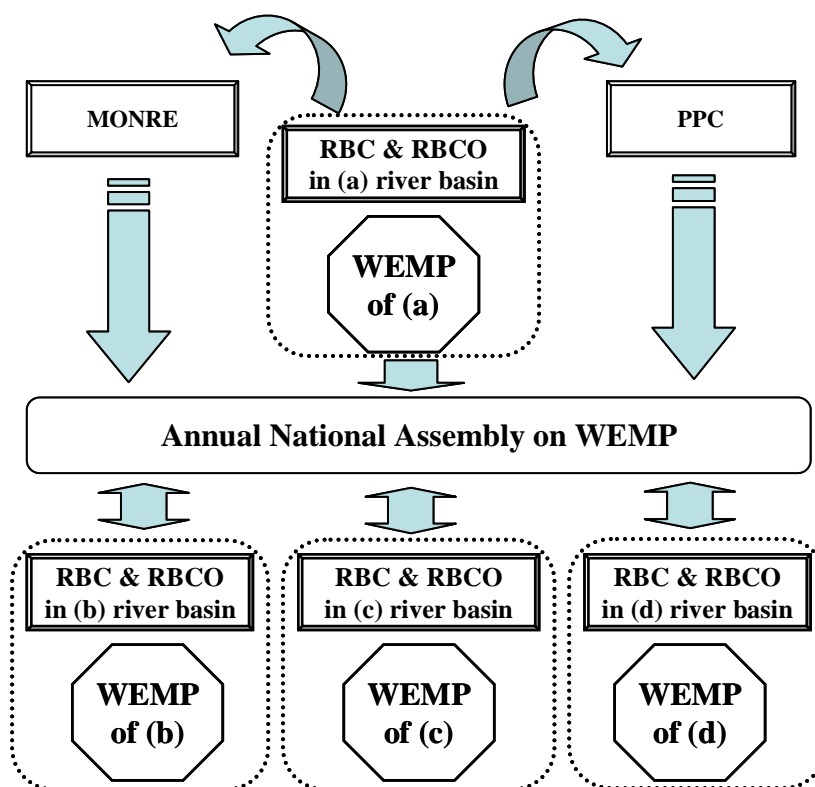 MONRE
RBC & RBCO
in (a) river basin
PPC
WEMP
of (a)
Annual National Assembly on WEMP
RBC & RBCO
in (b) river basin
WEMP
of (b)
RBC & RBCO
in (c) river basin
WEMP
of (c)
RBC & RBCO
in (d) river basin
WEMP
of (d)